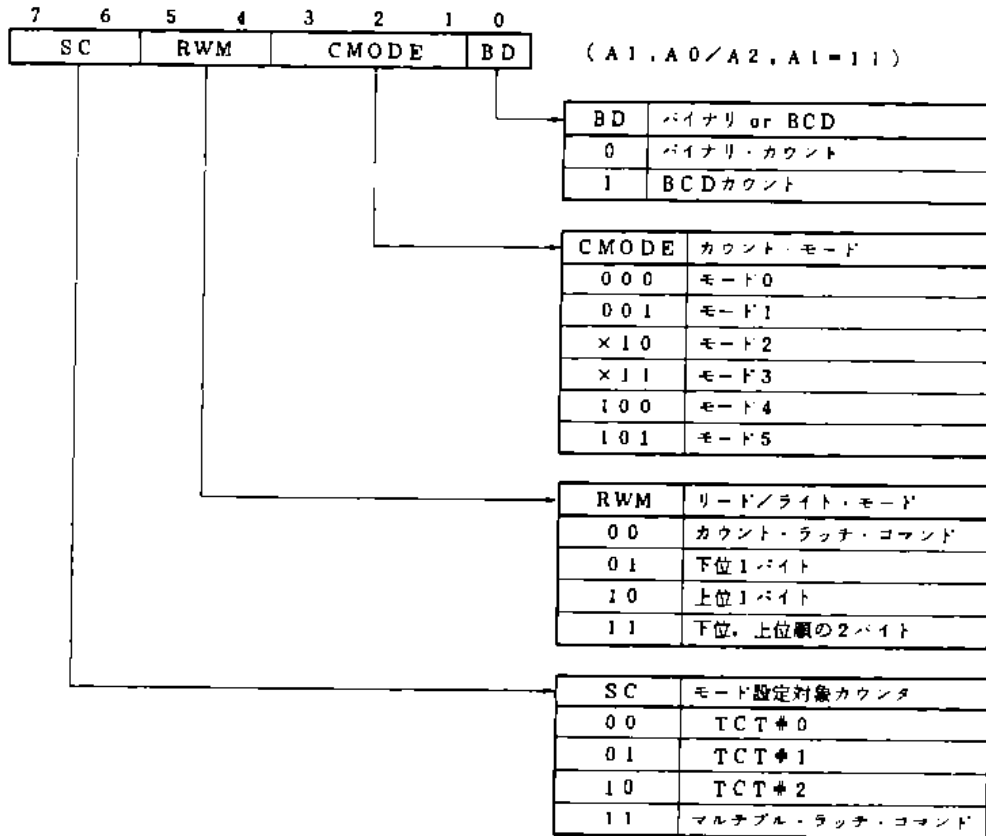 7 6 5 4 3 2 1 0
SC RWM CMODE BD
(A1,A0/A2,A1=11)
BD バイナリ or BCD
0 バイナリ・カウント
1 BCDカウント
CMODE カウント・モード
000 モード0
001 モード1
×10 モード2
×11 モード3
100 モード4
101 モード5
RWM リード/ライト・モード
00 カウント・ラッチ・コマンド
01 下位1バイト
10 上位1バイト
11 下位,上位順の2バイト
SC モード設定対象カウンタ
00 TCT#0
01 TCT#1
10 TCT#2
11 マルチプル・ラッチ・コマンド